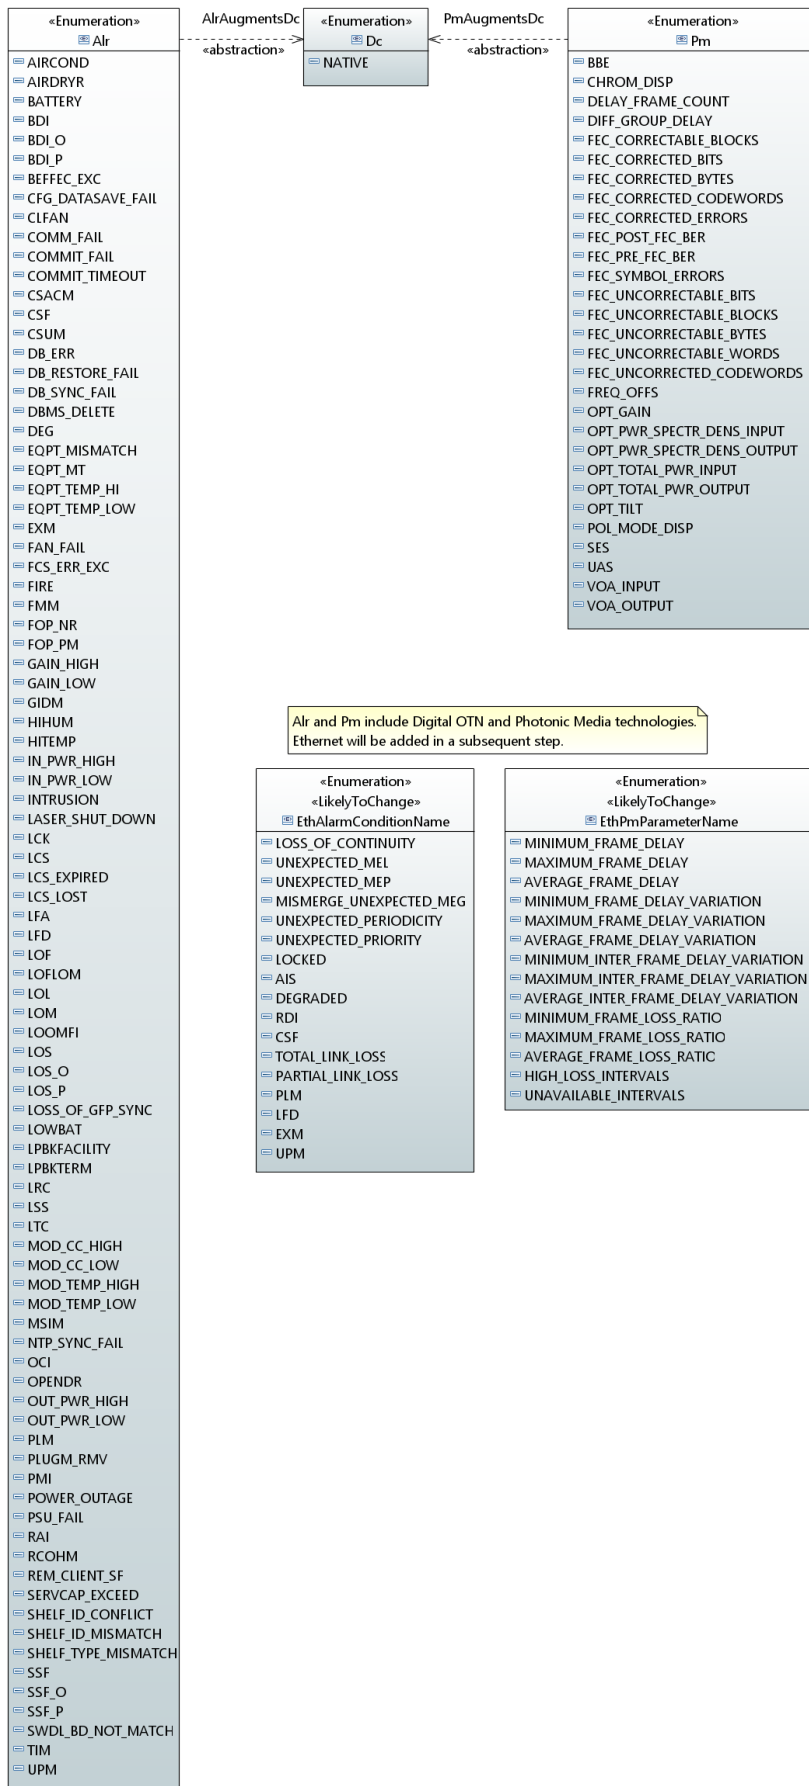 «Enumeration»
Alr
AIRCOND
AIRDRYR
BATTERY
BDI
BDI_O
BDI_P
BEFFEC_EXC
CFG_DATASAVE_FAIL
CLFAN
COMM_FAIL
COMMIT_FAIL
COMMIT_TIMEOUT
CSACM
CSF
CSUM
DB_ERR
DB_RESTORE_FAIL
DB_SYNC_FAIL
DBMS_DELETE
DEG
EQPT_MISMATCH
EQPT_MT
EQPT_TEMP_HI
EQPT_TEMP_LOW
EXM
FAN_FAIL
FCS_ERR_EXC
FIRE
FMM
FOP_NR
FOP_PM
GAIN_HIGH
GAIN_LOW
GIDM
HIHUM
HITEMP
IN_PWR_HIGH
IN_PWR_LOW
INTRUSION
LASER_SHUT_DOWN
LCK
LCS
LCS_EXPIRED
LCS_LOST
LFA
LFD
LOF
LOFLOM
LOL
LOM
LOOMFI
LOS
LOS_O
LOS_P
LOSS_OF_GFP_SYNC
LOWBAT
LPBKFACILITY
LPBKTERM
LRC
LSS
LTC
MOD_CC_HIGH
MOD_CC_LOW
MOD_TEMP_HIGH
MOD_TEMP_LOW
MSIM
NTP_SYNC_FAIL
OCI
OPENDR
OUT_PWR_HIGH
OUT_PWR_LOW
PLM
PLUGM_RMV
PMI
POWER_OUTAGE
PSU_FAIL
RAI
RCOHM
REM_CLIENT_SF
SERVCAP_EXCEED
SHELF_ID_CONFLICT
SHELF_ID_MISMATCH
SHELF_TYPE_MISMATCH
SSF
SSF_O
SSF_P
SWDL_BD_NOT_MATCH
TIM
UPM
AlrAugmentsDc
«abstraction»
«Enumeration»
Dc
NATIVE
PmAugmentsDc
«abstraction»
«Enumeration»
Pm
BBE
CHROM_DISP
DELAY_FRAME_COUNT
DIFF_GROUP_DELAY
FEC_CORRECTABLE_BLOCKS
FEC_CORRECTED_BITS
FEC_CORRECTED_BYTES
FEC_CORRECTED_CODEWORDS
FEC_CORRECTED_ERRORS
FEC_POST_FEC_BER
FEC_PRE_FEC_BER
FEC_SYMBOL_ERRORS
FEC_UNCORRECTABLE_BITS
FEC_UNCORRECTABLE_BLOCKS
FEC_UNCORRECTABLE_BYTES
FEC_UNCORRECTABLE_WORDS
FEC_UNCORRECTED_CODEWORDS
FREQ_OFFS
OPT_GAIN
OPT_PWR_SPECTR_DENS_INPUT
OPT_PWR_SPECTR_DENS_OUTPUT
OPT_TOTAL_PWR_INPUT
OPT_TOTAL_PWR_OUTPUT
OPT_TILT
POL_MODE_DISP
SES
UAS
VOA_INPUT
VOA_OUTPUT
Alr and Pm include Digital OTN and Photonic Media technologies.
Ethernet will be added in a subsequent step.
«Enumeration»
«LikelyToChange»
EthAlarmConditionName
LOSS_OF_CONTINUITY
UNEXPECTED_MEL
UNEXPECTED_MEP
MISMERGE_UNEXPECTED_MEG
UNEXPECTED_PERIODICITY
UNEXPECTED_PRIORITY
LOCKED
AIS
DEGRADED
RDI
CSF
TOTAL_LINK_LOSS
PARTIAL_LINK_LOSS
PLM
LFD
EXM
UPM
«Enumeration»
«LikelyToChange»
EthPmParameterName
MINIMUM_FRAME_DELAY
MAXIMUM_FRAME_DELAY
AVERAGE_FRAME_DELAY
MINIMUM_FRAME_DELAY_VARIATION
MAXIMUM_FRAME_DELAY_VARIATION
AVERAGE_FRAME_DELAY_VARIATION
MINIMUM_INTER_FRAME_DELAY_VARIATION
MAXIMUM_INTER_FRAME_DELAY_VARIATION
AVERAGE_INTER_FRAME_DELAY_VARIATION
MINIMUM_FRAME_LOSS_RATIO
MAXIMUM_FRAME_LOSS_RATIO
AVERAGE_FRAME_LOSS_RATIO
HIGH_LOSS_INTERVALS
UNAVAILABLE_INTERVALS